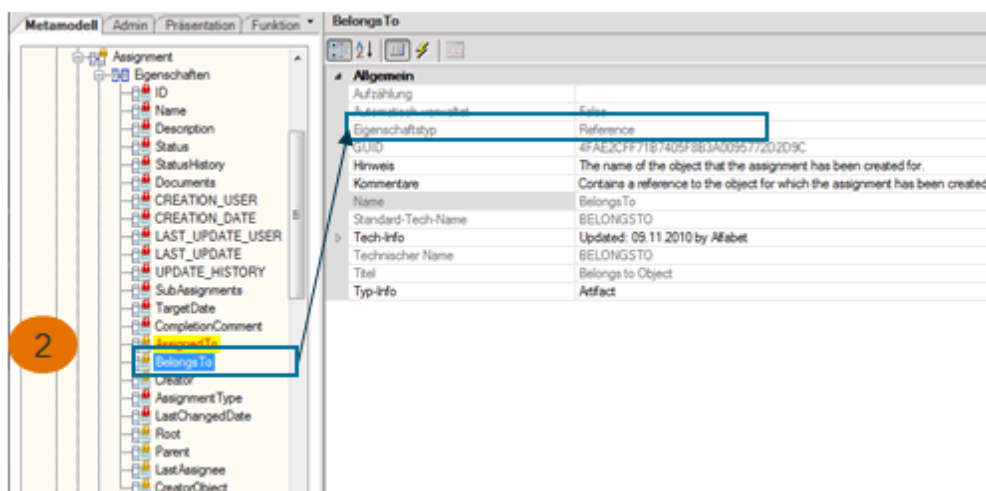 Metamodell Admin Präsentation Funktion
Assignment
Eigenschaften
ID
Name
Description
Status
StatusHistory
Documents
CREATION_USER
CREATION_DATE
LAST_UPDATE_USER
LAST_UPDATE
UPDATE_HISTORY
SubAssignments
TargetDate
CompletionComment
AssignedTo
BelongsTo
Creator
AssignmentType
LastChangedDate
Root
Parent
LastAssignee
CreatorObject
2
BelongsTo
Allgemein
Aufzählung
Automatisch verwaltet False
Eigenschaftstyp Reference
GUID 4FAE2CFF71B7405F8B3A0095772D2D9C
Hinweis The name of the object that the assignment has been created for.
Kommentare Contains a reference to the object for which the assignment has been created
Name BelongsTo
Standard-Tech-Name BELONGSTO
Tech-Info Updated: 09.11.2010 by Alfabet
Technischer Name BELONGSTO
Titel Belongs to Object
Typ-Info Artifact